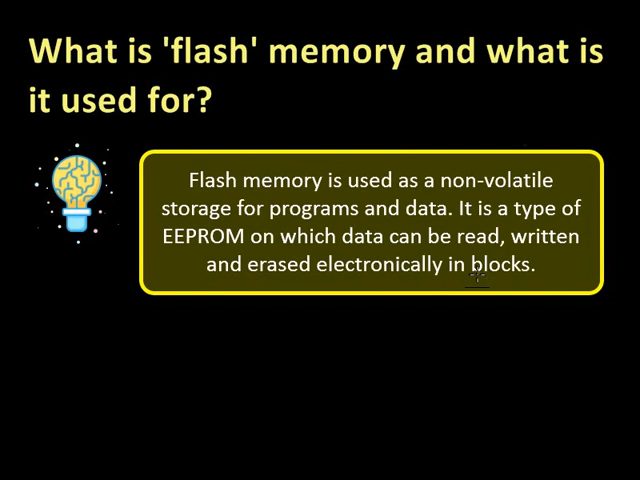 What is 'flash' memory and what is
it used for?
Flash memory is used as a non-volatile
storage for programs and data. It is a type of
EEPROM on which data can be read, written
and erased electronically in blocks.